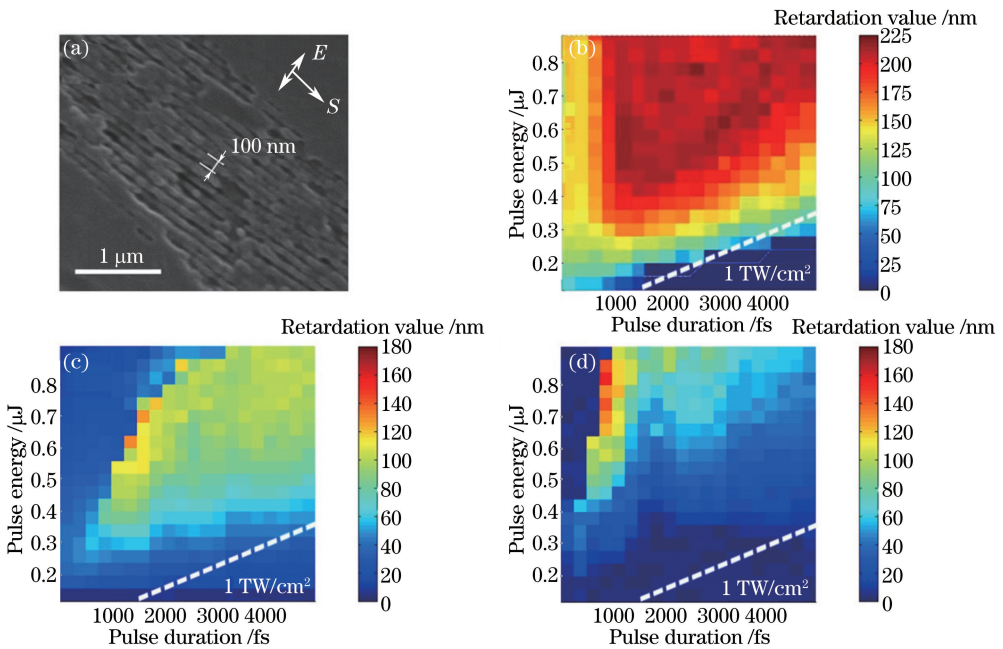 (a)
E
S
100 nm
1 μm
Retardation value /nm
(b)
Pulse energy /μJ
0.8
0.7
0.6
0.5
0.4
0.3
0.2
1 TW/cm²
1000 2000 3000 4000
Pulse duration /fs
225
200
175
150
125
100
75
50
25
0
Retardation value /nm
(c)
Pulse energy /μJ
0.8
0.7
0.6
0.5
0.4
0.3
0.2
1 TW/cm²
1000 2000 3000 4000
Pulse duration /fs
180
160
140
120
100
80
60
40
20
0
Retardation value /nm
(d)
Pulse energy /μJ
0.8
0.7
0.6
0.5
0.4
0.3
0.2
1 TW/cm²
1000 2000 3000 4000
Pulse duration /fs
180
160
140
120
100
80
60
40
20
0